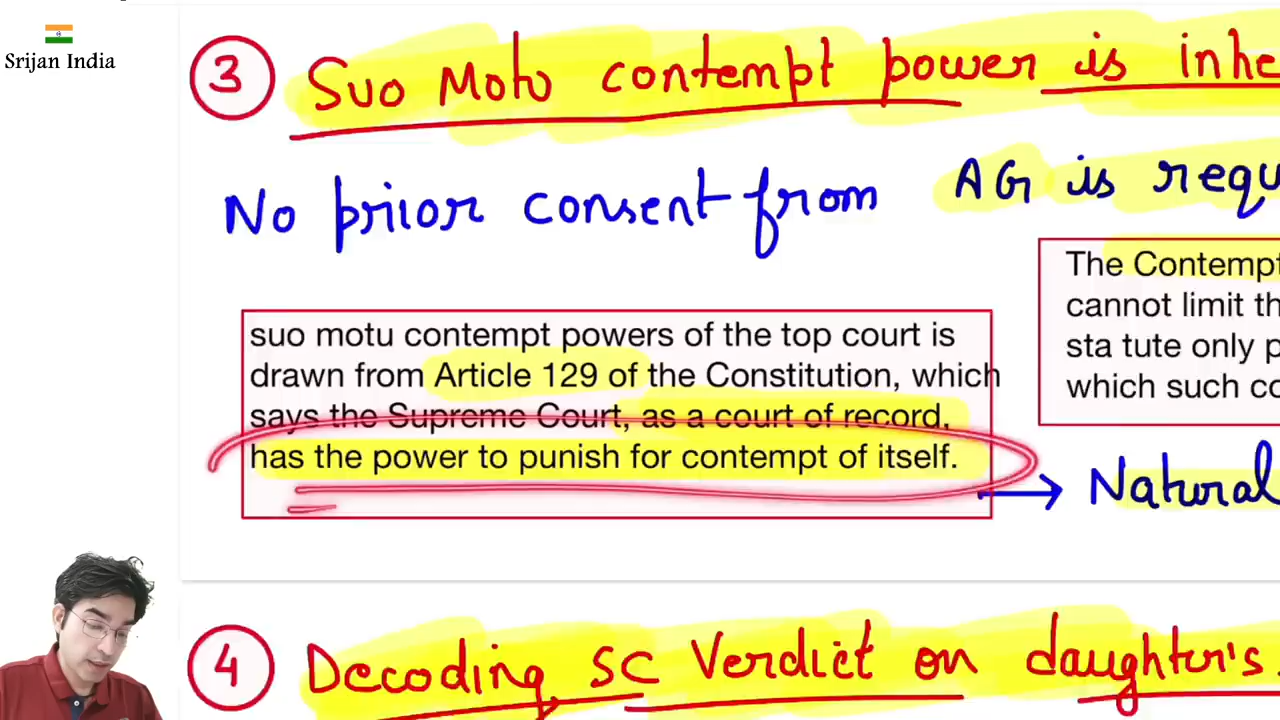 Srijan India
3 Suo Motu contempt power is inhe
No prior consent from AG is requ
suo motu contempt powers of the top court is
drawn from Article 129 of the Constitution, which
says the Supreme Court, as a court of record,
has the power to punish for contempt of itself.
The Contempt
cannot limit th
sta tute only p
which such co
Natural
4 Decoding SC Verdict on daughter's